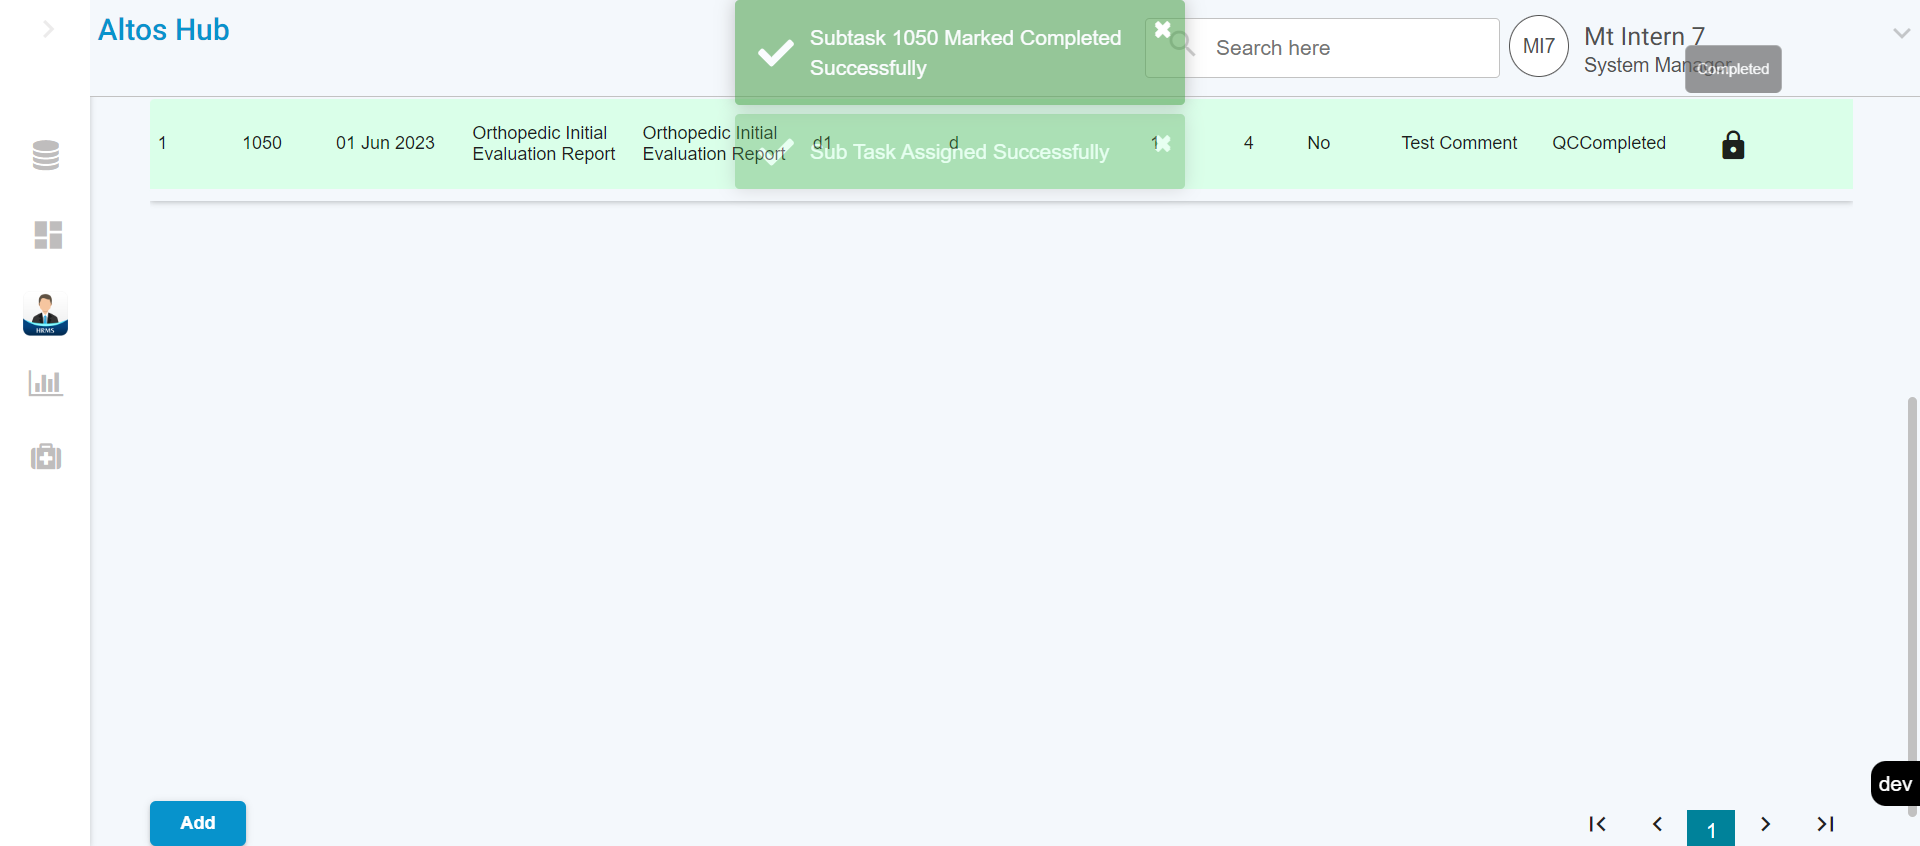 Altos Hub
Subtask 1050 Marked Completed
Successfully
Search here
MI7
Mt Intern 7
System Manager
Completed
1 1050 01 Jun 2023 Orthopedic Initial Evaluation Report Orthopedic Initial Evaluation Report d1 d 1 4 No Test Comment QCCompleted
Sub Task Assigned Successfully
HRMS
dev
Add
1